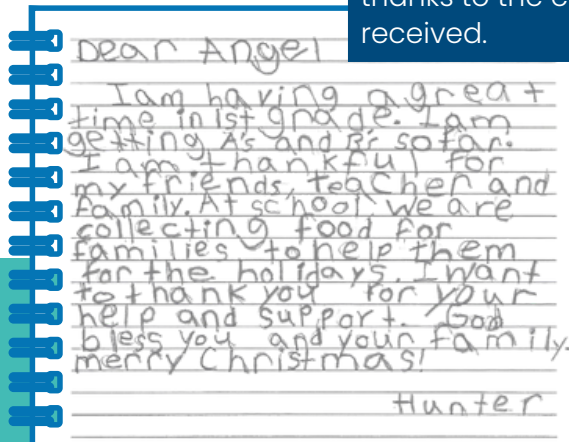 thanks to the
received.
Dear Angel
Iam having a great
time in 1st grade. Iam
getting A's and B's so far.
I am thankful for
my friends, teacher and
family. At school we are
collecting food for
families to help them
for the holidays. I want
to thank you for your
help and support. God
bless you and your family.
merry Christmas!
Hunter